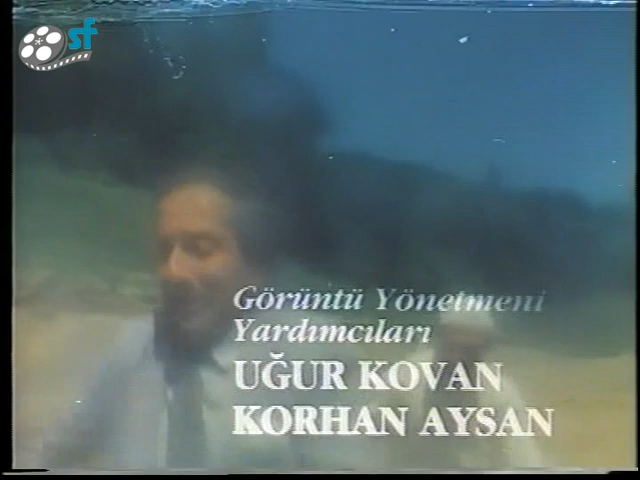 sf
Görüntü Yönetmeni
Yardımcıları
UĞUR KOVAN
KORHAN AYSAN